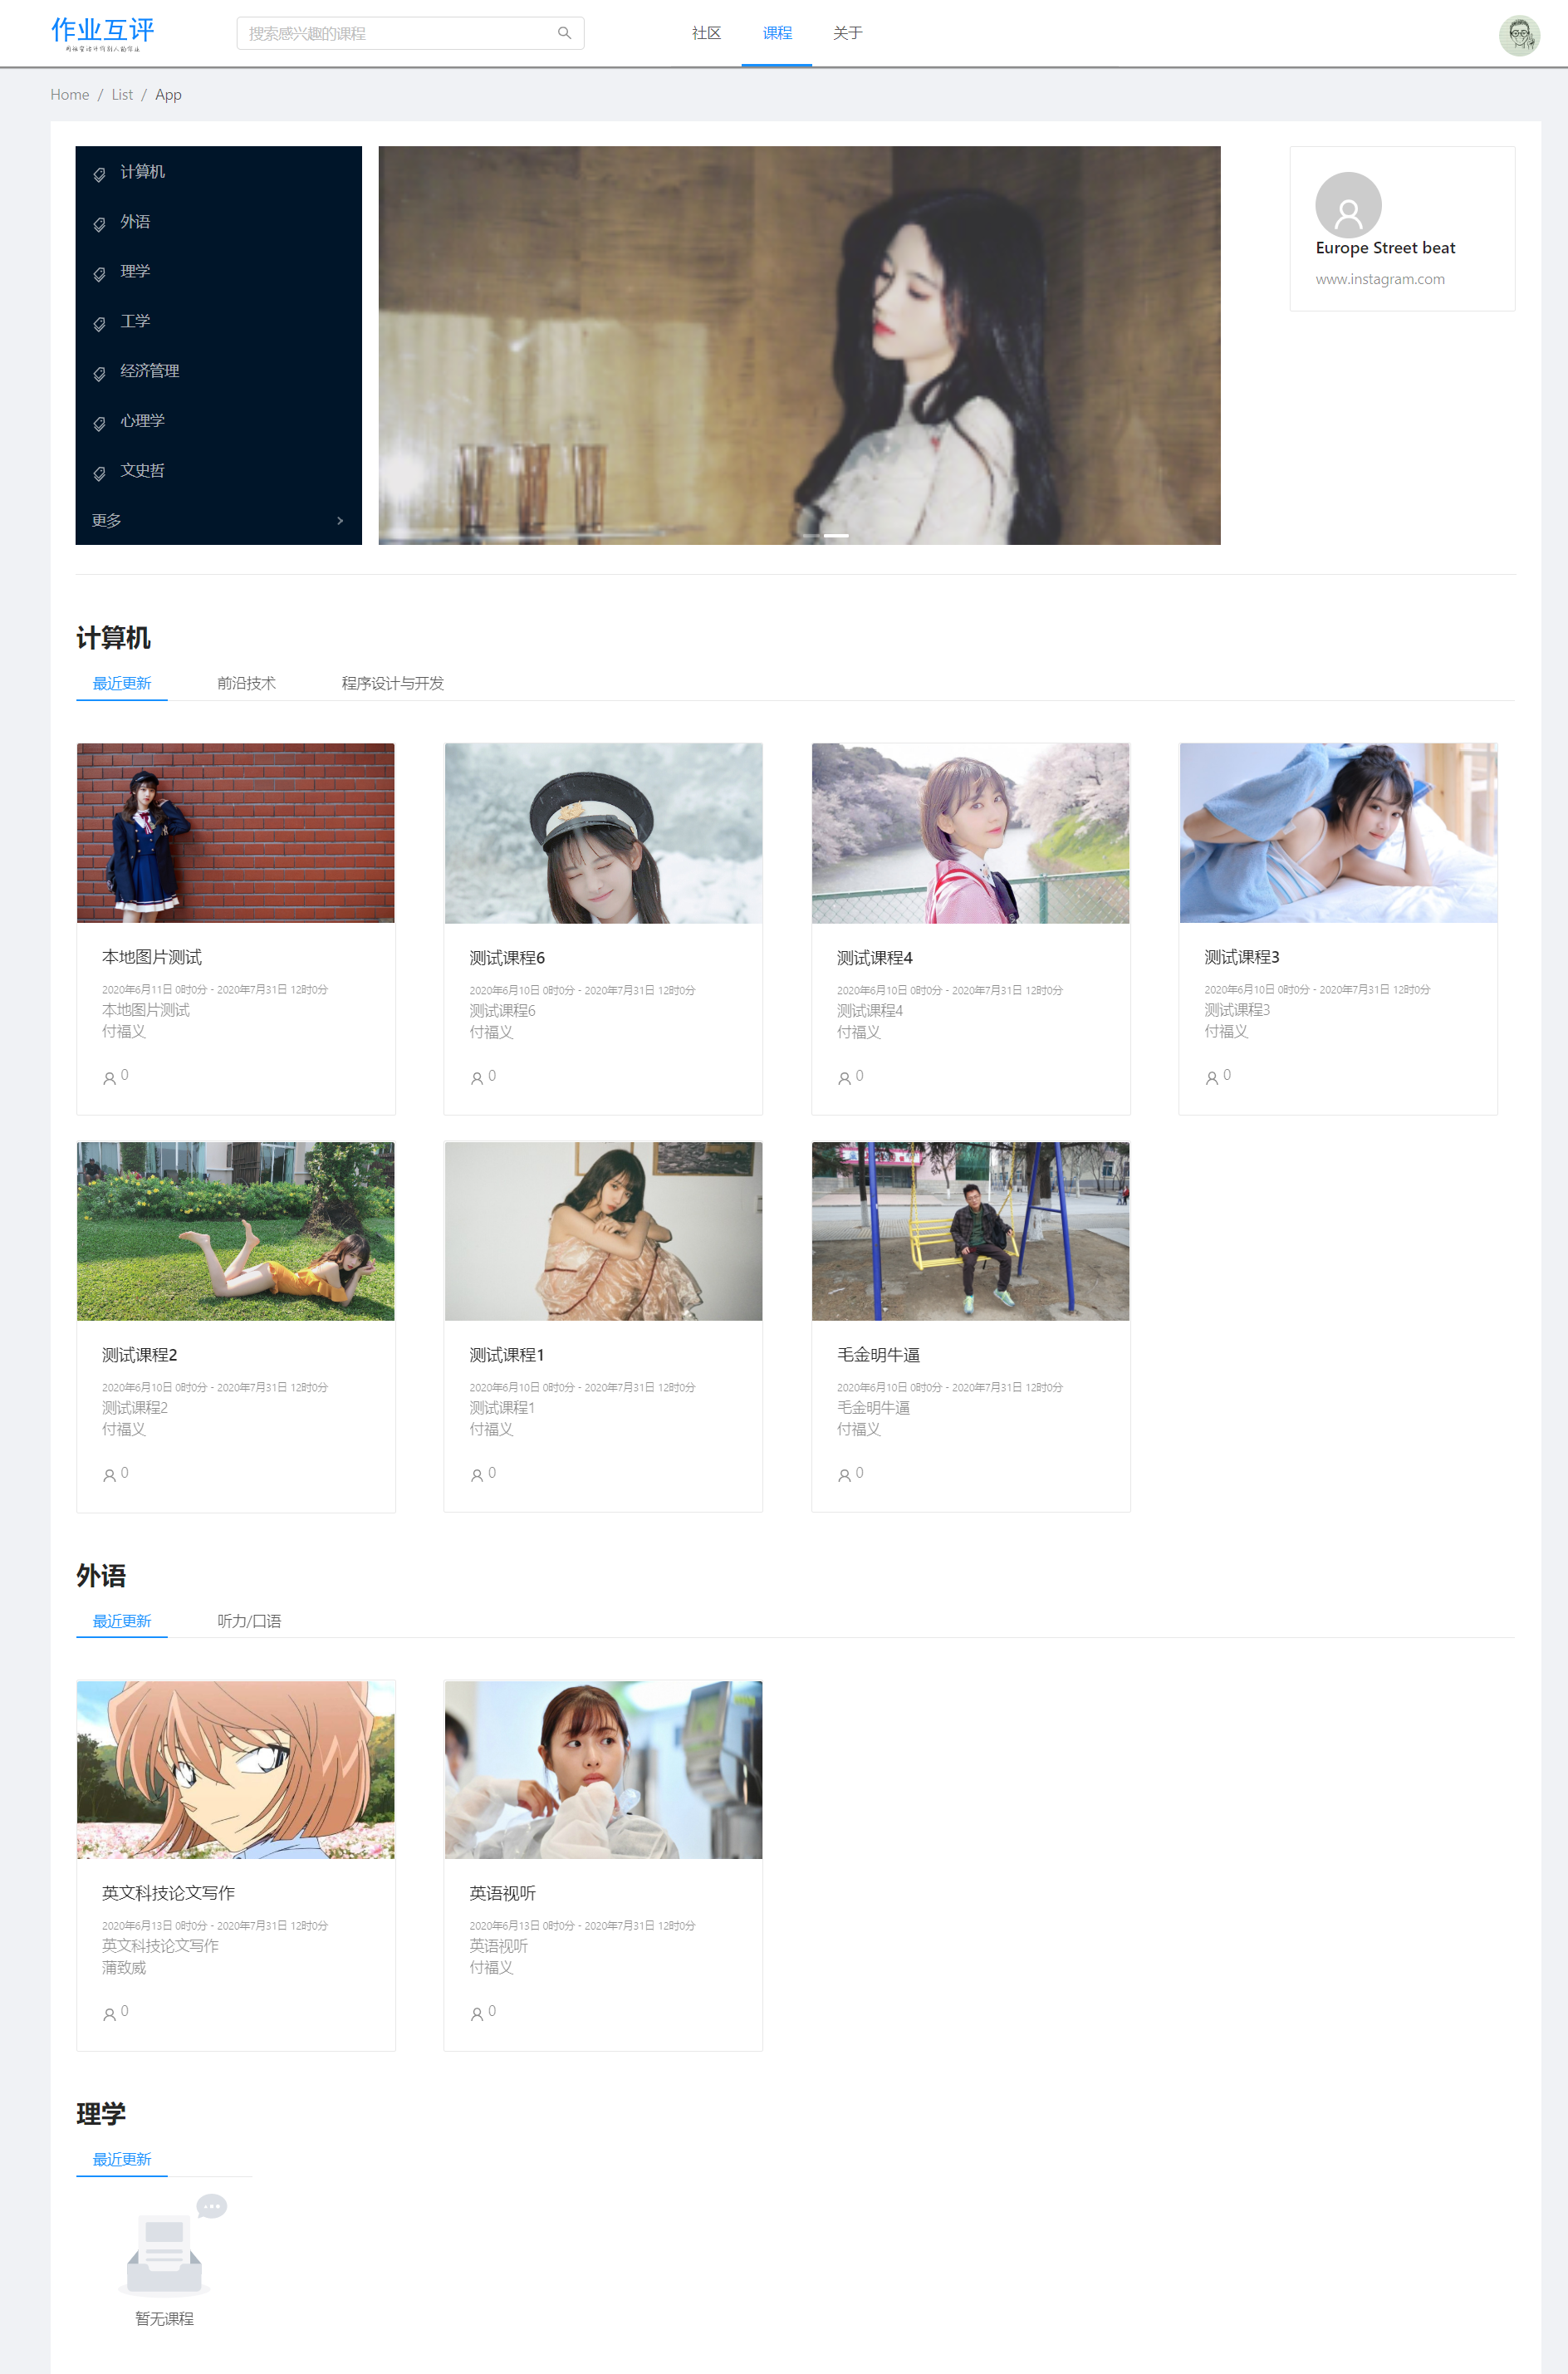 作业互评
搜索感兴趣的课程
社区
课程
关于
Home / List / App
计算机
外语
理学
工学
经济管理
心理学
文史哲
更多
Europe Street beat
www.instagram.com
计算机
最近更新
前沿技术
程序设计与开发
本地图片测试
2020年6月11日 0时0分 - 2020年7月31日 12时0分
本地图片测试
付福义
0
测试课程6
2020年6月10日 0时0分 - 2020年7月31日 12时0分
测试课程6
付福义
0
测试课程4
2020年6月10日 0时0分 - 2020年7月31日 12时0分
测试课程4
付福义
0
测试课程3
2020年6月10日 0时0分 - 2020年7月31日 12时0分
测试课程3
付福义
0
测试课程2
2020年6月10日 0时0分 - 2020年7月31日 12时0分
测试课程2
付福义
0
测试课程1
2020年6月10日 0时0分 - 2020年7月31日 12时0分
测试课程1
付福义
0
毛金明牛逼
2020年6月10日 0时0分 - 2020年7月31日 12时0分
毛金明牛逼
付福义
0
外语
最近更新
听力/口语
英文科技论文写作
2020年6月13日 0时0分 - 2020年7月31日 12时0分
英文科技论文写作
蒲致威
0
英语视听
2020年6月13日 0时0分 - 2020年7月31日 12时0分
英语视听
付福义
0
理学
最近更新
暂无课程